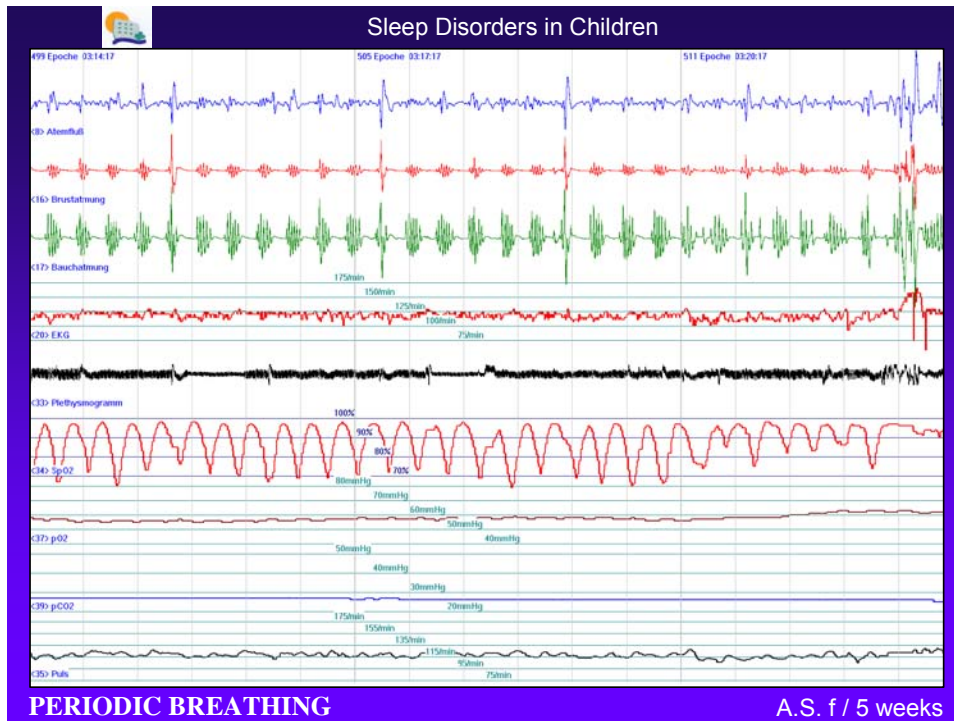 Sleep Disorders in Children
499 Epoche 03:14:17 505 Epoche 03:17:17 511 Epoche 03:20:17
<8> Atemfluß
<16> Brustatmung
<17> Bauchatmung
175/min
150/min
125/min
100/min
75/min
<20> EKG
<33> Plethysmogramm
100%
90%
80%
70%
<34> SpO2
80mmHg
70mmHg
60mmHg
50mmHg
40mmHg
<37> pO2
50mmHg
40mmHg
30mmHg
20mmHg
<39> pCO2
175/min
155/min
135/min
115/min
95/min
75/min
<35> Puls
PERIODIC BREATHING A.S. f / 5 weeks